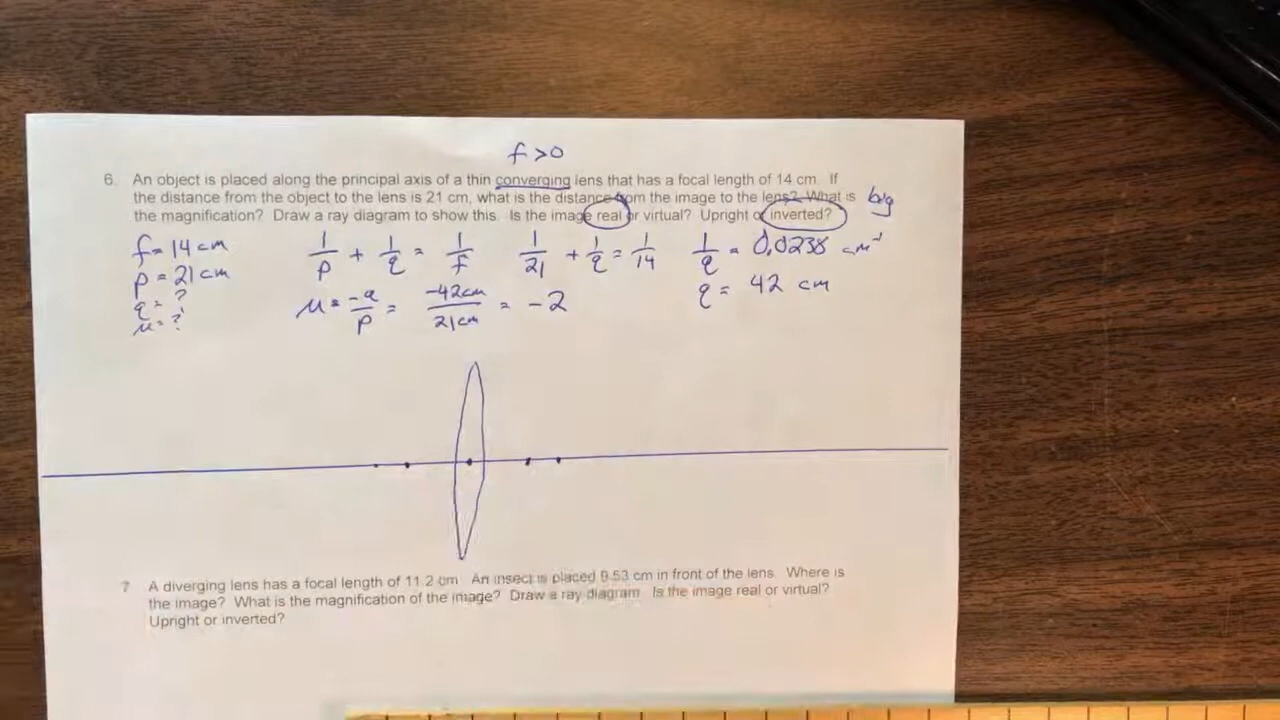 f >0
6. An object is placed along the principal axis of a thin converging lens that has a focal length of 14 cm. If
the distance from the object to the lens is 21 cm, what is the distance from the image to the lens? What is big
the magnification? Draw a ray diagram to show this. Is the image real or virtual? Upright or inverted?
f = 14 cm
p = 21 cm
q = ?
M = ?
1/p + 1/q = 1/f 1/21 + 1/q = 1/14 1/q = 0.0238 cm⁻¹
M = -q/p = -42cm/21cm = -2 q = 42 cm
7 A diverging lens has a focal length of 11.2 cm. An insect is placed 9.53 cm in front of the lens. Where is
the image? What is the magnification of the image? Draw a ray diagram. Is the image real or virtual?
Upright or inverted?